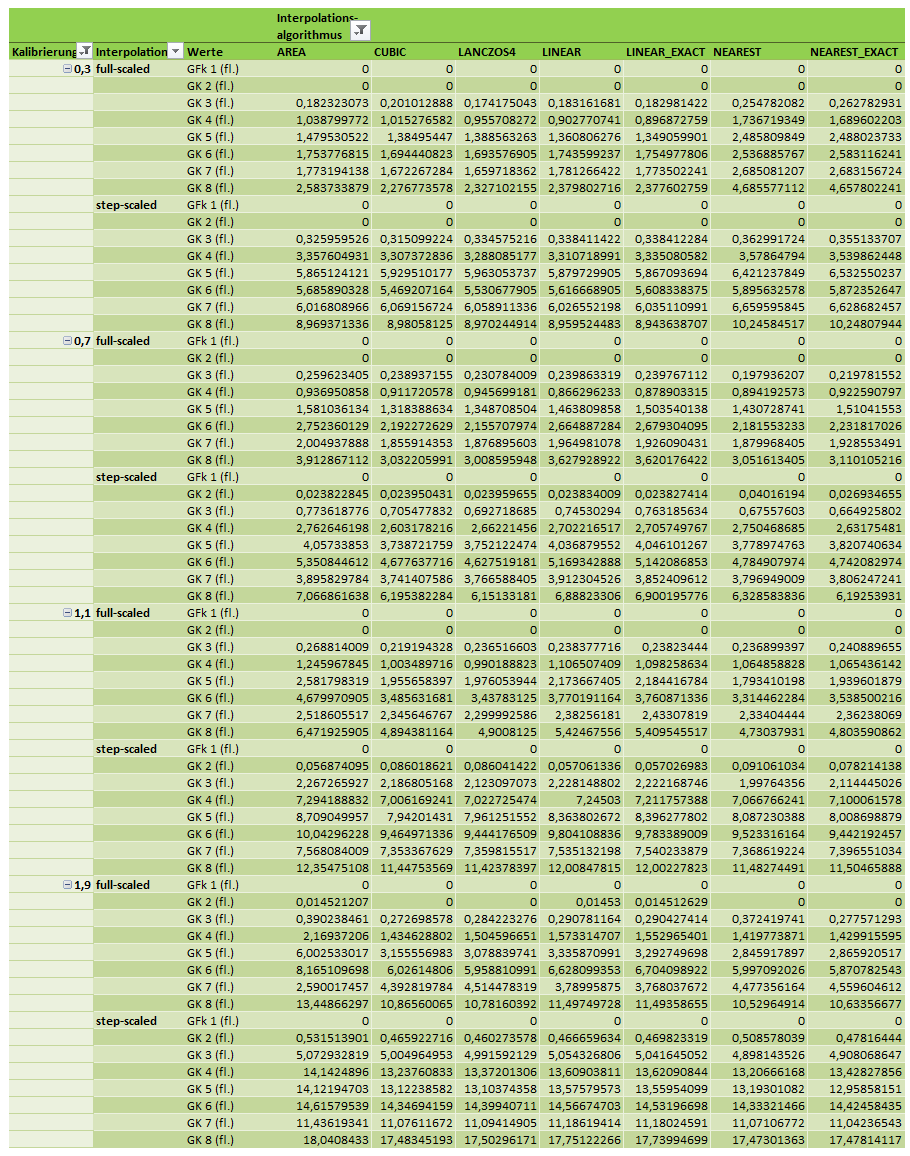 Interpolations-
algorithmus
Kalibrierung Interpolation Werte AREA CUBIC LANCZOS4 LINEAR LINEAR_EXACT NEAREST NEAREST_EXACT
0,3 full-scaled GFk 1 (fl.) 0 0 0 0 0 0 0
GK 2 (fl.) 0 0 0 0 0 0 0
GK 3 (fl.) 0,182323073 0,201012888 0,174175043 0,183161681 0,182981422 0,254782082 0,262782931
GK 4 (fl.) 1,038799772 1,015276582 0,955708272 0,902770741 0,896872759 1,736719349 1,689602203
GK 5 (fl.) 1,479530522 1,38495447 1,388563263 1,360806276 1,349059901 2,485809849 2,488023733
GK 6 (fl.) 1,753776815 1,694440823 1,693576905 1,743599237 1,754977806 2,536885767 2,583116241
GK 7 (fl.) 1,773194138 1,672267284 1,659718362 1,781266422 1,773502241 2,685081207 2,683156724
GK 8 (fl.) 2,583733879 2,276773578 2,327102155 2,379802716 2,377602759 4,685577112 4,657802241
step-scaled GFk 1 (fl.) 0 0 0 0 0 0 0
GK 2 (fl.) 0 0 0 0 0 0 0
GK 3 (fl.) 0,325959526 0,315099224 0,334575216 0,338411422 0,338412284 0,362991724 0,355133707
GK 4 (fl.) 3,357604931 3,307372836 3,288085177 3,310718991 3,335080582 3,57864794 3,539862448
GK 5 (fl.) 5,865124121 5,929510177 5,963053737 5,879729905 5,867093694 6,421237849 6,532550237
GK 6 (fl.) 5,685890328 5,469207164 5,530677905 5,616668905 5,608338375 5,895632578 5,872352647
GK 7 (fl.) 6,016808966 6,069156724 6,058911336 6,026552198 6,035110991 6,659595845 6,628682457
GK 8 (fl.) 8,969371336 8,98058125 8,970244914 8,959524483 8,943638707 10,24584517 10,24807944
0,7 full-scaled GFk 1 (fl.) 0 0 0 0 0 0 0
GK 2 (fl.) 0 0 0 0 0 0 0
GK 3 (fl.) 0,259623405 0,238937155 0,230784009 0,239863319 0,239767112 0,197936207 0,219781552
GK 4 (fl.) 0,936950858 0,911720578 0,945699181 0,866296233 0,878903315 0,894192573 0,922590797
GK 5 (fl.) 1,581036134 1,318388634 1,348708504 1,463809858 1,503540138 1,430728741 1,51041553
GK 6 (fl.) 2,752360129 2,192272629 2,155707974 2,664887284 2,679304095 2,181553233 2,231817026
GK 7 (fl.) 2,004937888 1,855914353 1,876895603 1,964981078 1,926090431 1,879968405 1,928553491
GK 8 (fl.) 3,912867112 3,032205991 3,008595948 3,627928922 3,620176422 3,051613405 3,110105216
step-scaled GFk 1 (fl.) 0 0 0 0 0 0 0
GK 2 (fl.) 0,023822845 0,023950431 0,023959655 0,023834009 0,023827414 0,04016194 0,026934655
GK 3 (fl.) 0,773618776 0,705477832 0,692718685 0,74530294 0,763185634 0,67557603 0,664925802
GK 4 (fl.) 2,762646198 2,603178216 2,66221456 2,702216517 2,705749767 2,750468685 2,63175481
GK 5 (fl.) 4,05733853 3,738721759 3,752122474 4,036879552 4,046101267 3,778974763 3,820740634
GK 6 (fl.) 5,350844612 4,677637716 4,627519181 5,169342888 5,142086853 4,784907974 4,742082974
GK 7 (fl.) 3,895829784 3,741407586 3,766588405 3,912304526 3,852409612 3,796949009 3,806247241
GK 8 (fl.) 7,066861638 6,195382284 6,15133181 6,88823306 6,900195776 6,328583836 6,19253931
1,1 full-scaled GFk 1 (fl.) 0 0 0 0 0 0 0
GK 2 (fl.) 0 0 0 0 0 0 0
GK 3 (fl.) 0,268814009 0,219194328 0,236516603 0,238377716 0,23823444 0,236899397 0,240889655
GK 4 (fl.) 1,245967845 1,003489716 0,990188823 1,106507409 1,098258634 1,064858828 1,065436142
GK 5 (fl.) 2,581798319 1,955658397 1,976053944 2,173667405 2,184416784 1,793410198 1,939601879
GK 6 (fl.) 4,679970905 3,485631681 3,43783125 3,770191164 3,760871336 3,314462284 3,538500216
GK 7 (fl.) 2,518605517 2,345646767 2,299992586 2,38256181 2,43307819 2,33404444 2,36238069
GK 8 (fl.) 6,471925905 4,894381164 4,9008125 5,42467556 5,409545517 4,73037931 4,803590862
step-scaled GFk 1 (fl.) 0 0 0 0 0 0 0
GK 2 (fl.) 0,056874095 0,086018621 0,086041422 0,057061336 0,057026983 0,091061034 0,078214138
GK 3 (fl.) 2,267265927 2,186805168 2,123097073 2,228148802 2,222168746 1,99764356 2,114445026
GK 4 (fl.) 7,294188832 7,006169241 7,022725474 7,24503 7,211757388 7,066766241 7,100061578
GK 5 (fl.) 8,709049957 7,94201431 7,961251552 8,363802672 8,396277802 8,087230388 8,008698879
GK 6 (fl.) 10,04296228 9,464971336 9,444176509 9,804108836 9,783389009 9,523316164 9,442192457
GK 7 (fl.) 7,568084009 7,353367629 7,359815517 7,535132198 7,540233879 7,368619224 7,396551034
GK 8 (fl.) 12,35475108 11,44753569 11,42378397 12,00847815 12,00227823 11,48274491 11,50465888
1,9 full-scaled GFk 1 (fl.) 0 0 0 0 0 0 0
GK 2 (fl.) 0,014521207 0 0 0,01453 0,014512629 0 0
GK 3 (fl.) 0,390238461 0,272698578 0,284223276 0,290781164 0,290427414 0,372419741 0,277571293
GK 4 (fl.) 2,16937206 1,434628802 1,504596651 1,573314707 1,552965401 1,419773871 1,429915595
GK 5 (fl.) 6,002533017 3,155556983 3,078839741 3,335870991 3,292749698 2,845917897 2,865920517
GK 6 (fl.) 8,165109698 6,02614806 5,958810991 6,628099353 6,704098922 5,997092026 5,870782543
GK 7 (fl.) 2,590017457 4,392819784 4,514478319 3,78995875 3,768037672 4,477356164 4,559604612
GK 8 (fl.) 13,44866297 10,86560065 10,78160392 11,49749728 11,49358655 10,52964914 10,63356677
step-scaled GFk 1 (fl.) 0 0 0 0 0 0 0
GK 2 (fl.) 0,531513901 0,465922716 0,460273578 0,466659634 0,469823319 0,508578039 0,47816444
GK 3 (fl.) 5,072932819 5,004964953 4,991592129 5,054326806 5,041645052 4,898143526 4,908068647
GK 4 (fl.) 14,1424896 13,23760833 13,37201306 13,60903811 13,62090844 13,20666168 13,42827856
GK 5 (fl.) 14,12194703 13,12238582 13,10374358 13,57579573 13,55954099 13,19301082 12,95858151
GK 6 (fl.) 14,61579539 14,34694159 14,39940711 14,56674703 14,53196698 14,33321466 14,42458435
GK 7 (fl.) 11,43619341 11,07611672 11,09414905 11,18619414 11,18024591 11,07106772 11,04236543
GK 8 (fl.) 18,0408433 17,48345193 17,50296171 17,75122266 17,73994699 17,47301363 17,47814117